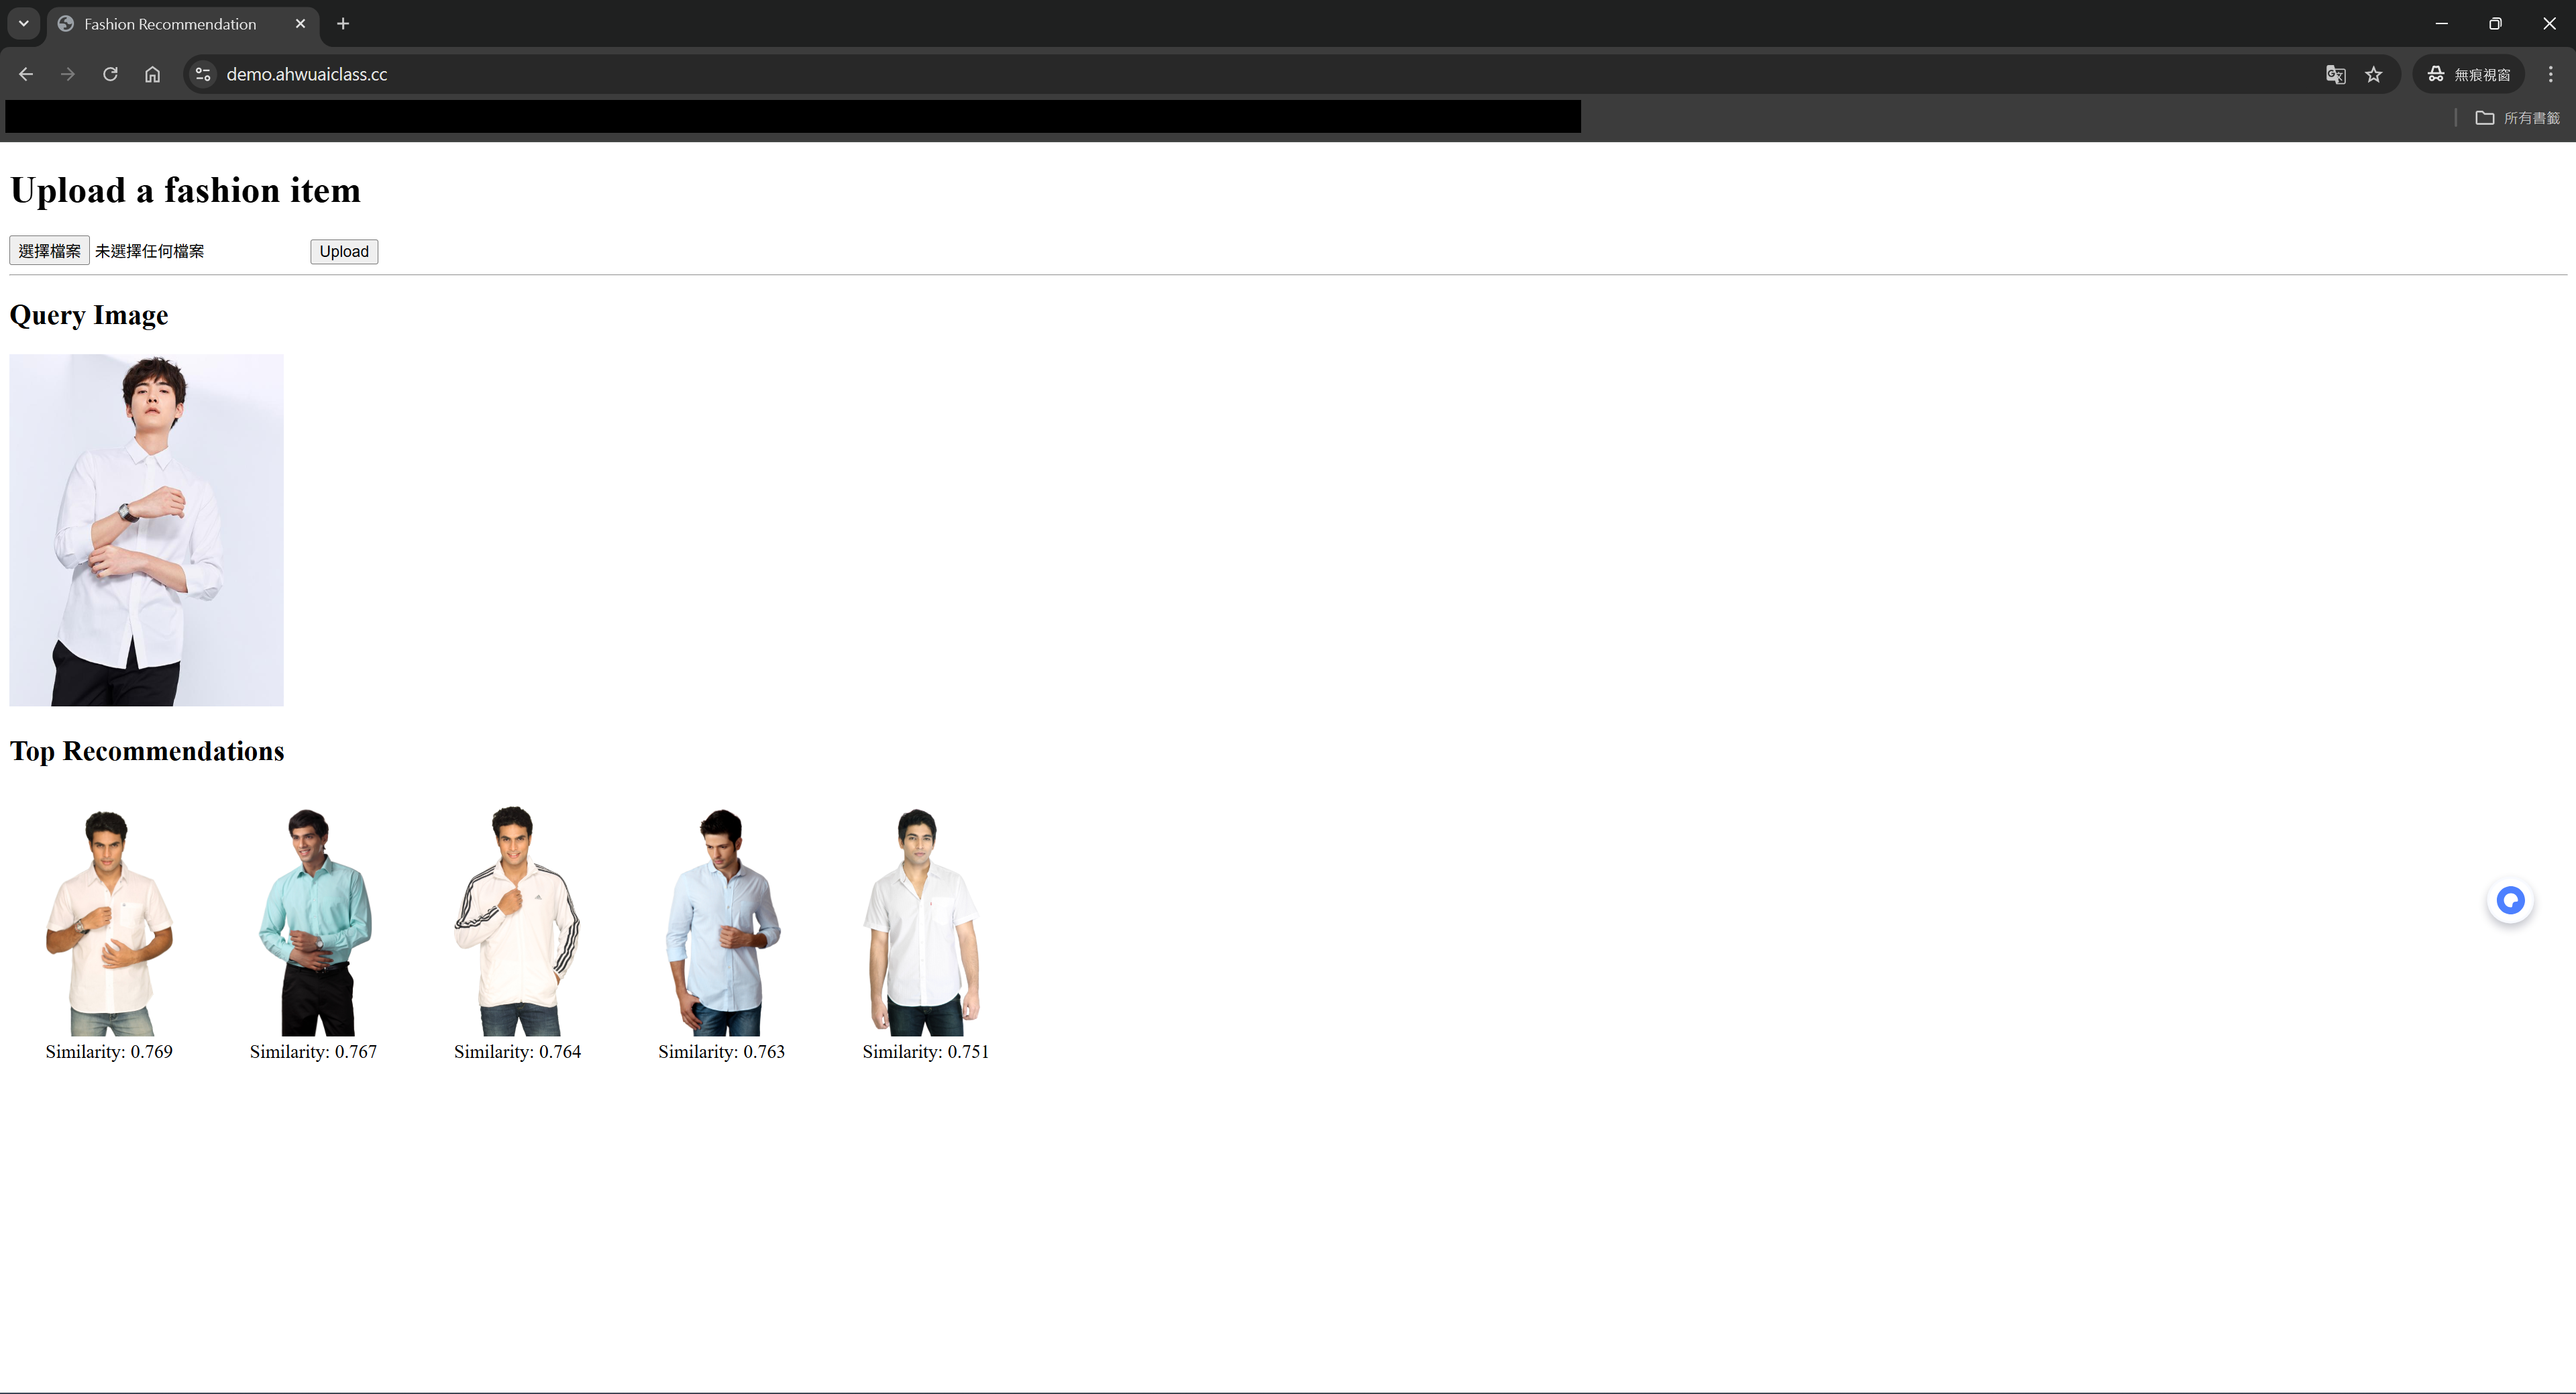 Fashion Recommendation
demo.ahwuaiclass.cc
無痕視窗
所有書籤
Upload a fashion item
選擇檔案 未選擇任何檔案 Upload
Query Image
Top Recommendations
Similarity: 0.769 Similarity: 0.767 Similarity: 0.764 Similarity: 0.763 Similarity: 0.751